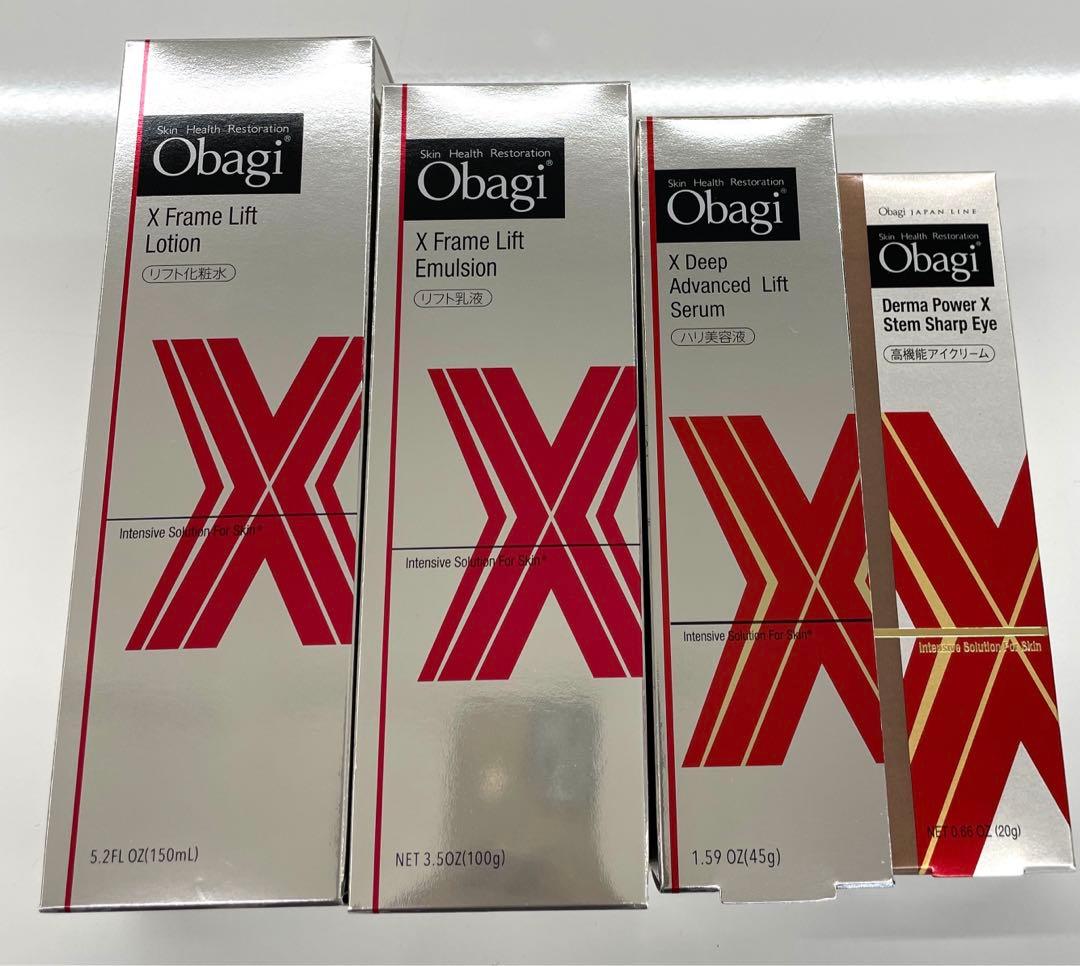 Skin Health Restoration
Obagi®
X Frame Lift
Lotion
リフト化粧水
Intensive Solution For Skin®
5.2FL OZ(150mL)
Skin Health Restoration
Obagi®
X Frame Lift
Emulsion
リフト乳液
Intensive Solution For Skin®
NET 3.5OZ(100g)
Skin Health Restoration
Obagi®
X Deep
Advanced Lift
Serum
ハリ美容液
Intensive Solution For Skin®
1.59 OZ(45g)
Obagi JAPAN LINE
Skin Health Restoration
Obagi®
Derma Power X
Stem Sharp Eye
高機能アイクリーム
Intensive Solution For Skin
NET 0.66 OZ (20g)